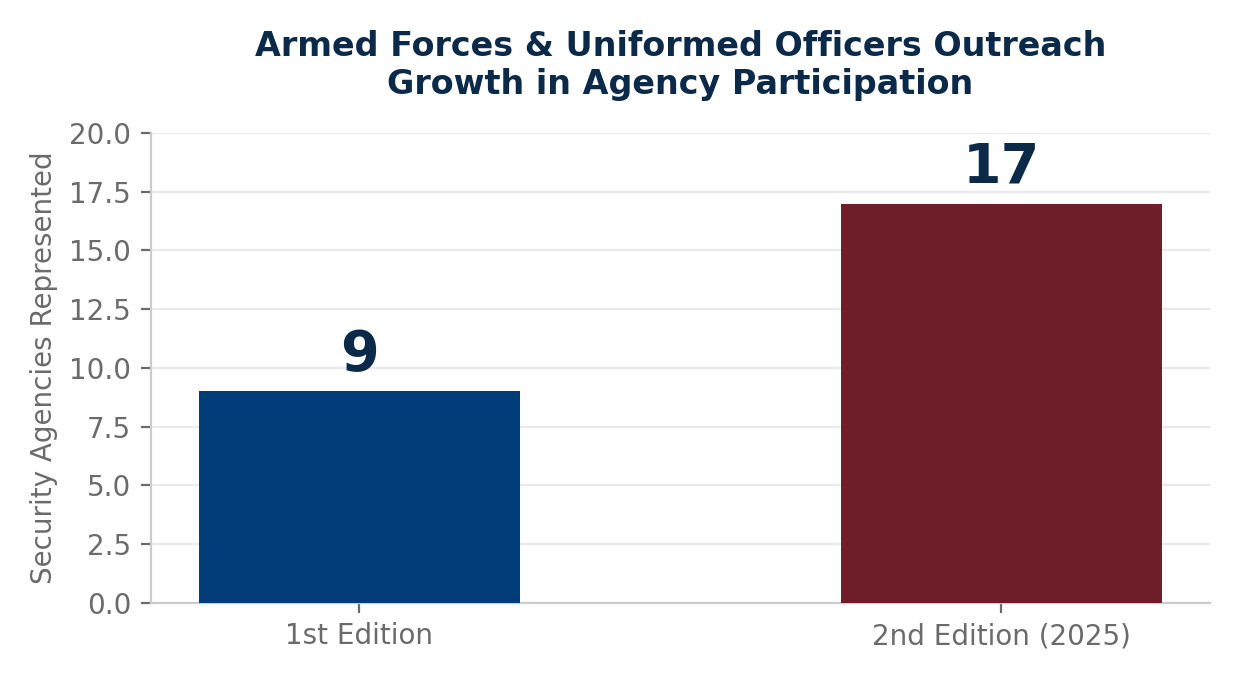 Armed Forces & Uniformed Officers Outreach
Growth in Agency Participation
Security Agencies Represented
20.0
17.5
15.0
12.5
10.0
7.5
5.0
2.5
0.0
9
17
1st Edition
2nd Edition (2025)